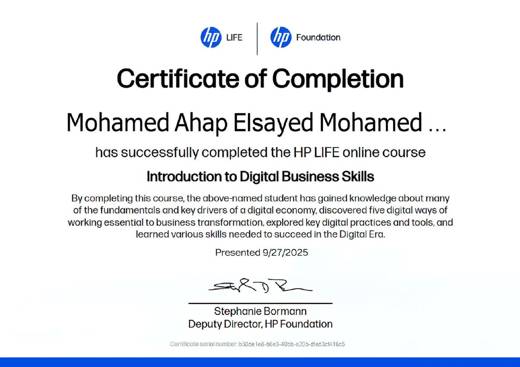 hp LIFE hp Foundation
Certificate of Completion
Mohamed Ahap Elsayed Mohamed ...
has successfully completed the HP LIFE online course
Introduction to Digital Business Skills
By completing this course, the above-named student has gained knowledge about many
of the fundamentals and key drivers of a digital economy, discovered five digital ways of
working essential to business transformation, explored key digital practices and tools, and
learned various skills needed to succeed in the Digital Era.
Presented 9/27/2025
Stephanie Bormann
Deputy Director, HP Foundation
Certificate serial number: